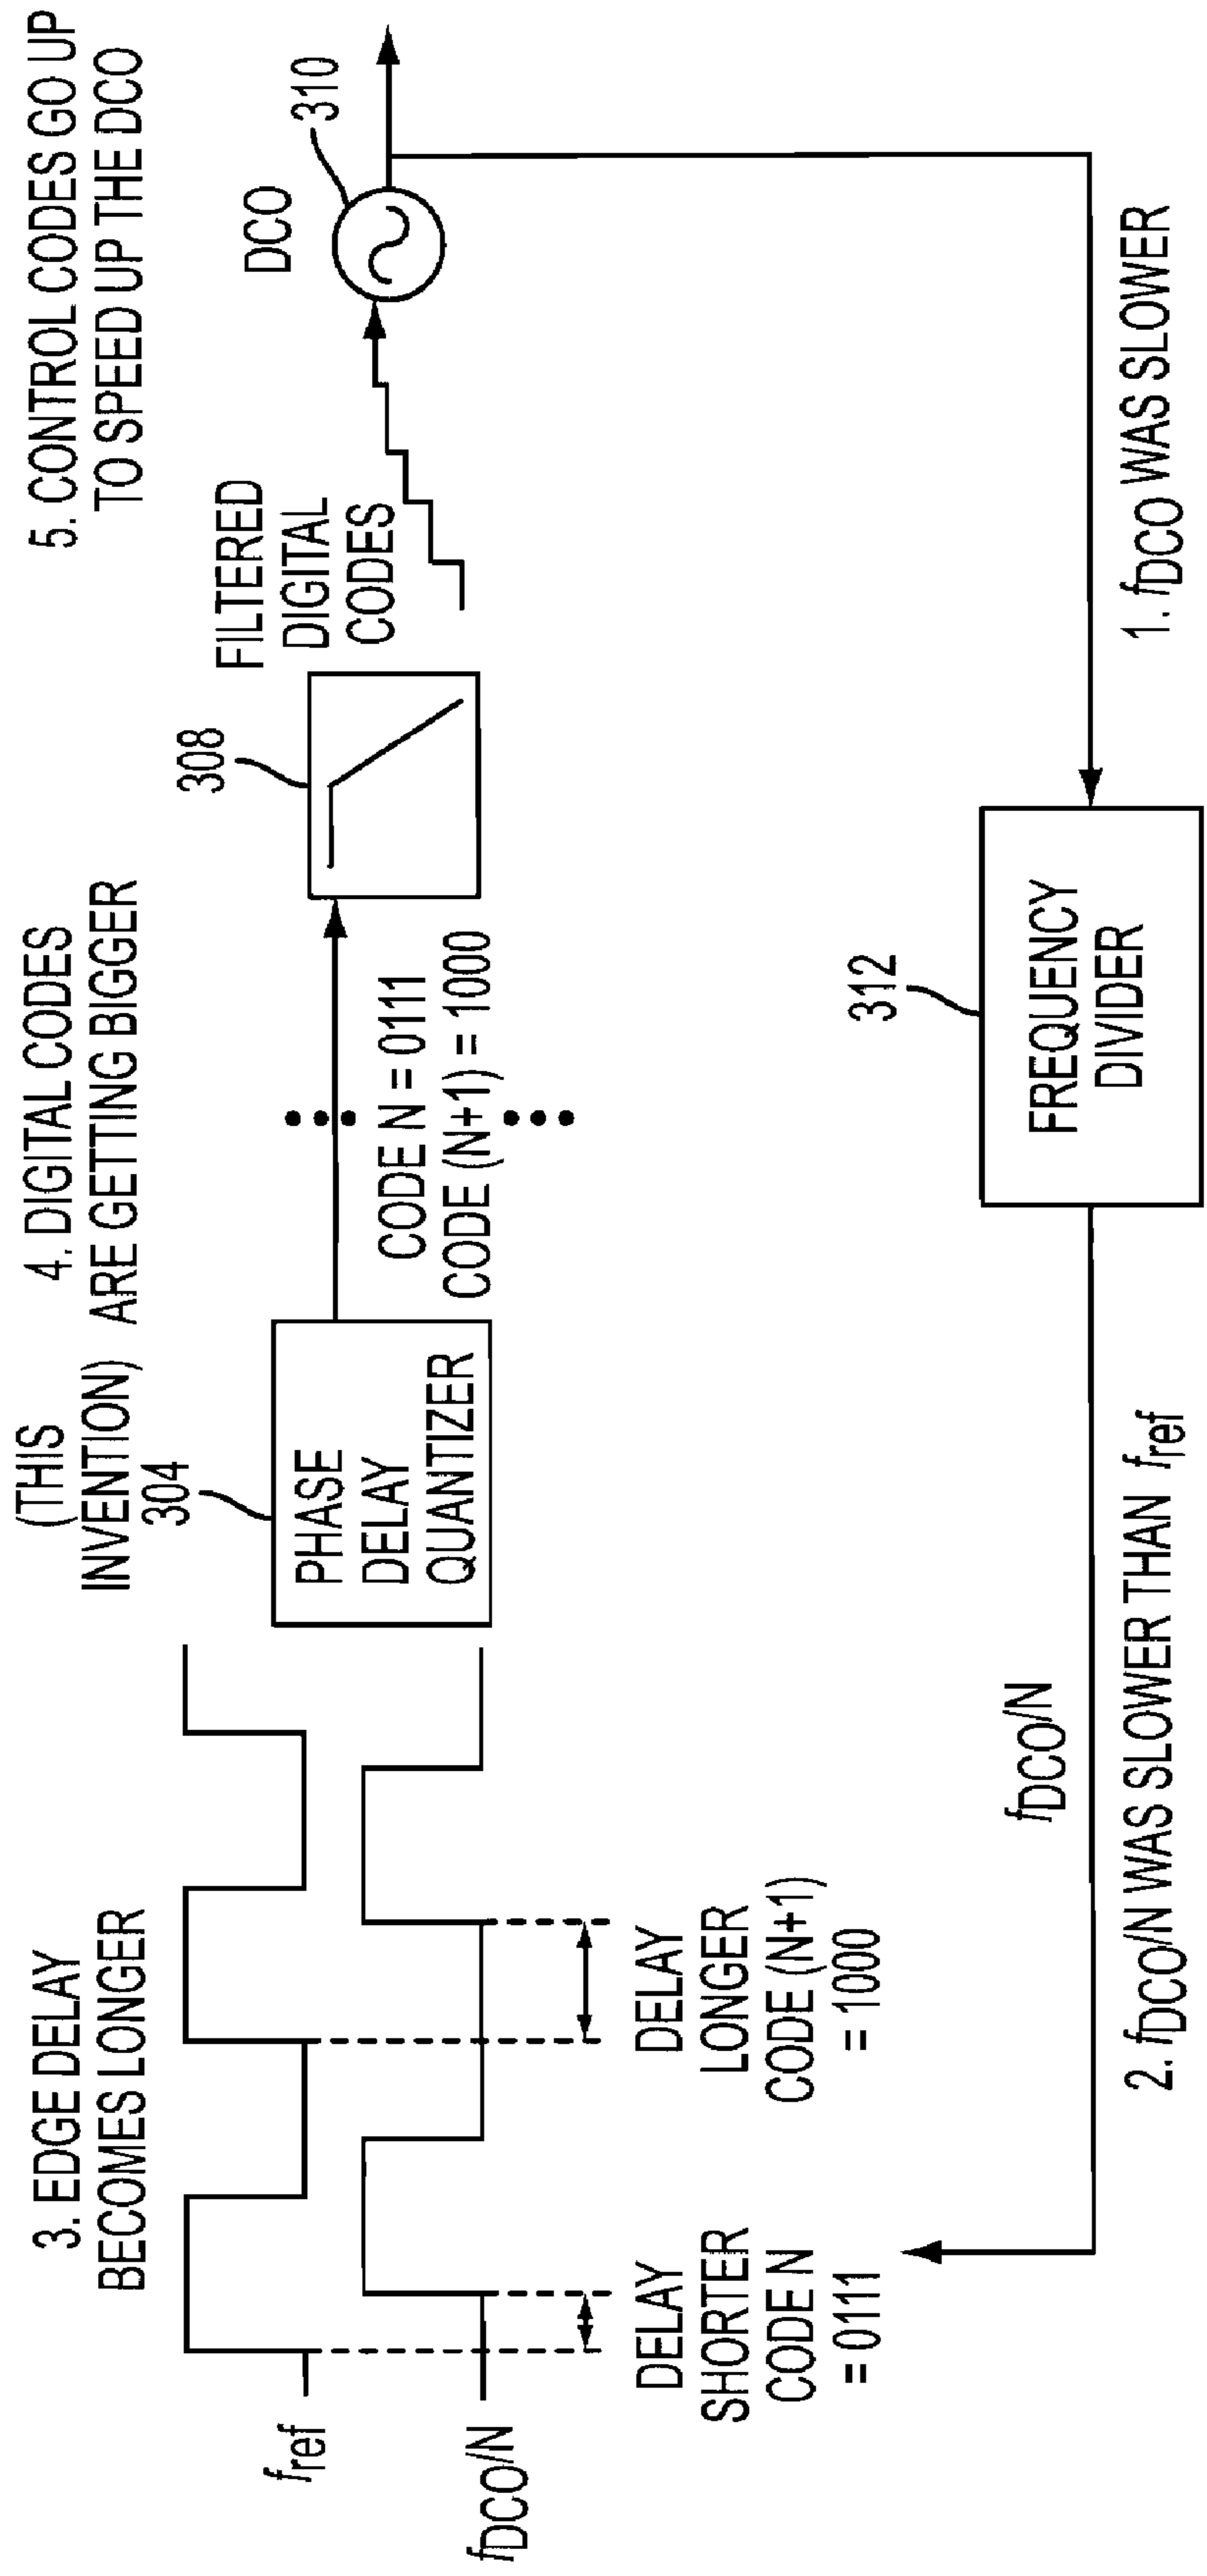 3. EDGE DELAY
BECOMES LONGER
(THIS
INVENTION)
304
4. DIGITAL CODES
ARE GETTING BIGGER
308
5. CONTROL CODES GO UP
TO SPEED UP THE DCO
fref
fDCO/N
PHASE
DELAY
QUANTIZER
CODE N = 0111
CODE (N+1) = 1000
FILTERED
DIGITAL
CODES
DCO
310
DELAY
SHORTER
CODE N
= 0111
DELAY
LONGER
CODE (N+1)
= 1000
312
FREQUENCY
DIVIDER
fDCO/N
2. fDCO/N WAS SLOWER THAN fref
1. fDCO WAS SLOWER